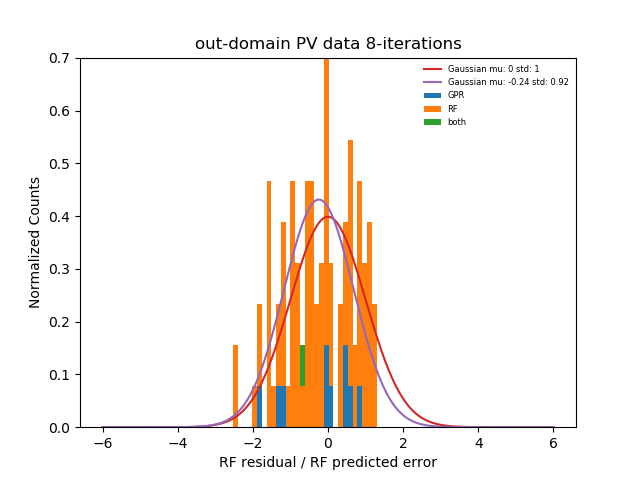 out-domain PV data 8-iterations
Gaussian mu: 0 std: 1
Gaussian mu: -0.24 std: 0.92
GPR
RF
both
Normalized Counts
0.7
0.6
0.5
0.4
0.3
0.2
0.1
0.0
−6 −4 −2 0 2 4 6
RF residual / RF predicted error